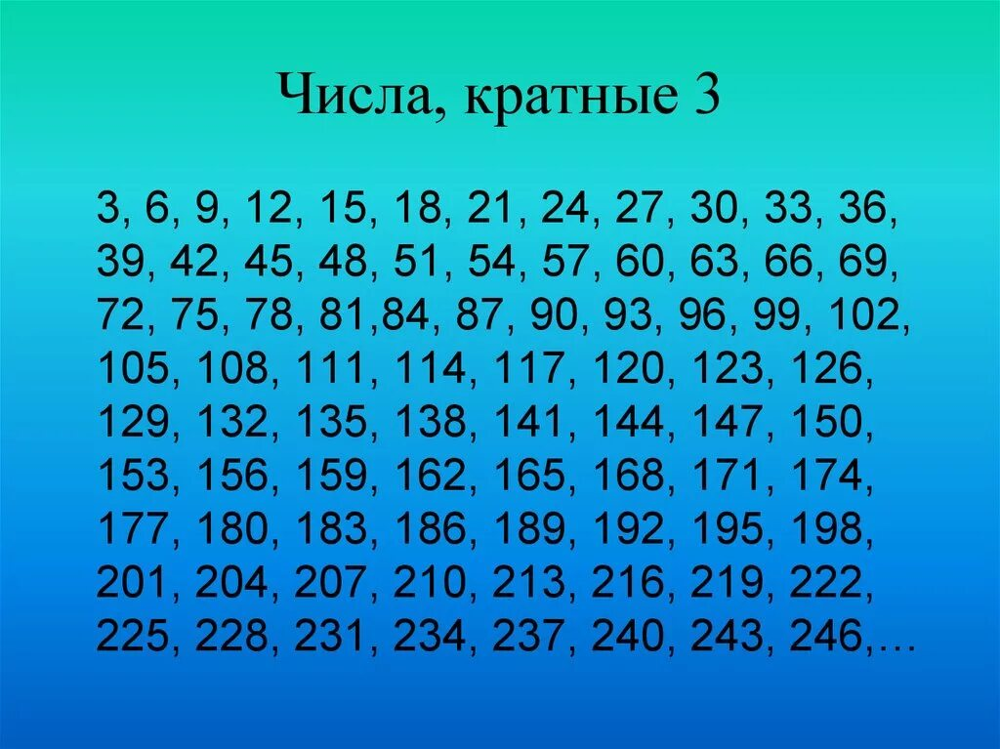 Числа, кратные 3
3, 6, 9, 12, 15, 18, 21, 24, 27, 30, 33, 36,
39, 42, 45, 48, 51, 54, 57, 60, 63, 66, 69,
72, 75, 78, 81,84, 87, 90, 93, 96, 99, 102,
105, 108, 111, 114, 117, 120, 123, 126,
129, 132, 135, 138, 141, 144, 147, 150,
153, 156, 159, 162, 165, 168, 171, 174,
177, 180, 183, 186, 189, 192, 195, 198,
201, 204, 207, 210, 213, 216, 219, 222,
225, 228, 231, 234, 237, 240, 243, 246,…